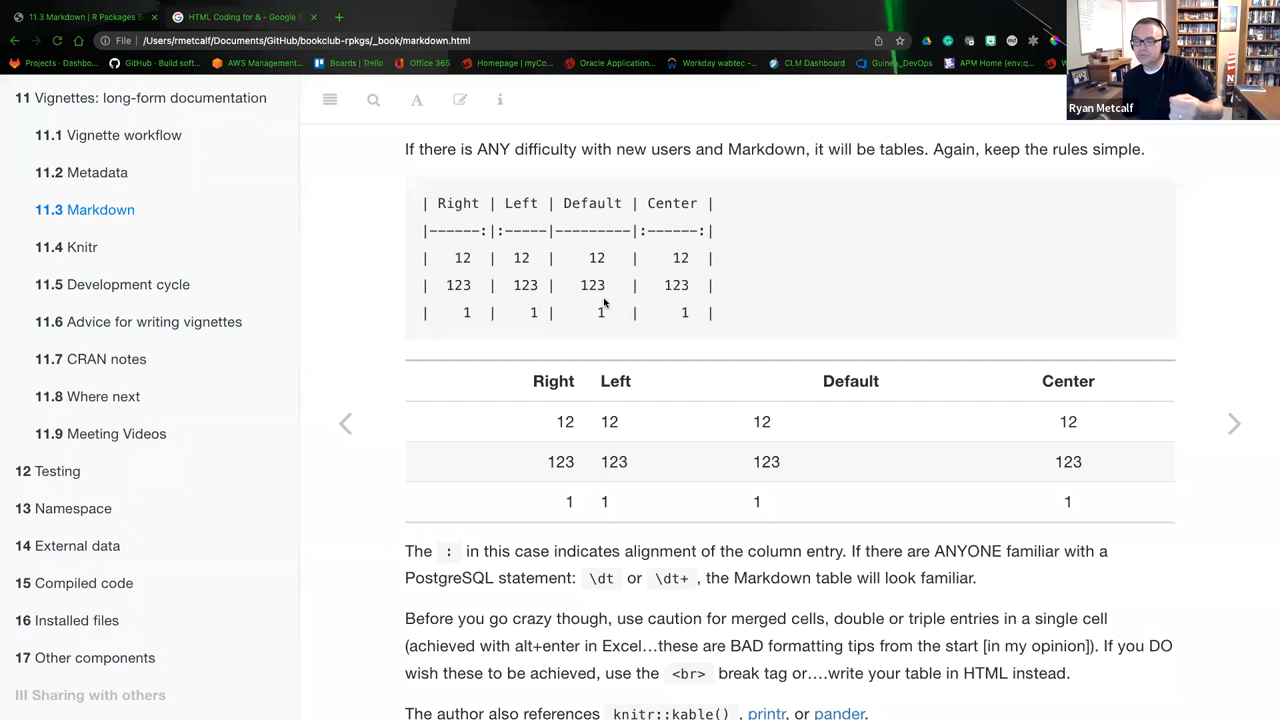 11.3 Markdown | R Packages B
HTML Coding for & - Google S
File | /Users/rmetcalf/Documents/GitHub/bookclub-rpkgs/_book/markdown.html
Projects - Dashbo...
GitHub - Build soft...
AWS Management...
Boards | Trello
Office 365
Homepage | myCo...
Oracle Application...
Workday wabtec -...
CLM Dashboard
Guinea_DevOps
APM Home (env:q...
Ryan Metcalf
11 Vignettes: long-form documentation
11.1 Vignette workflow
11.2 Metadata
11.3 Markdown
11.4 Knitr
11.5 Development cycle
11.6 Advice for writing vignettes
11.7 CRAN notes
11.8 Where next
11.9 Meeting Videos
12 Testing
13 Namespace
14 External data
15 Compiled code
16 Installed files
17 Other components
III Sharing with others
If there is ANY difficulty with new users and Markdown, it will be tables. Again, keep the rules simple.
| Right | Left | Default | Center |
|------:|:-----|---------|:------:|
| 12 | 12 | 12 | 12 |
| 123 | 123 | 123 | 123 |
| 1 | 1 | 1 | 1 |
Right Left Default Center
12 12 12 12
123 123 123 123
1 1 1 1
The : in this case indicates alignment of the column entry. If there are ANYONE familiar with a
PostgreSQL statement: \dt or \dt+ , the Markdown table will look familiar.
Before you go crazy though, use caution for merged cells, double or triple entries in a single cell
(achieved with alt+enter in Excel…these are BAD formatting tips from the start [in my opinion]). If you DO
wish these to be achieved, use the <br> break tag or….write your table in HTML instead.
The author also references knitr::kable() , printr, or pander.